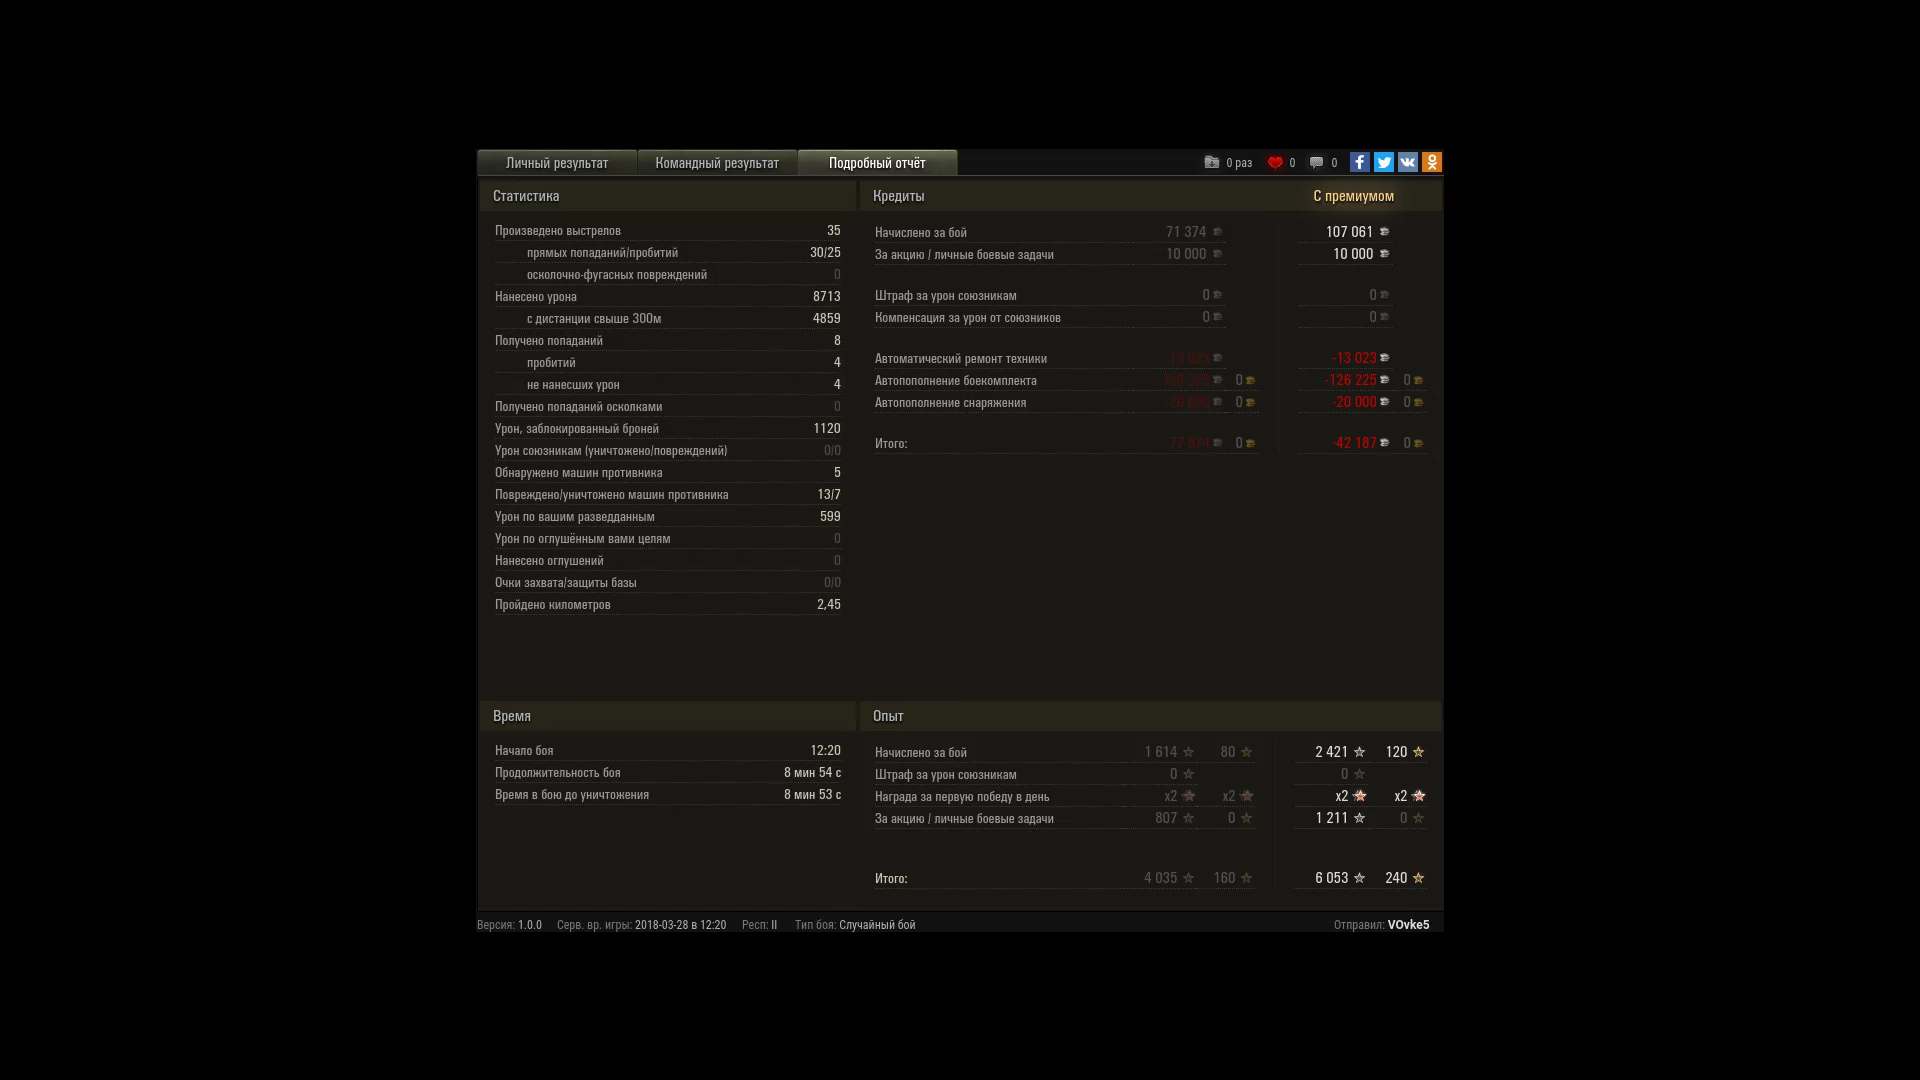 Личный результат Командный результат Подробный отчёт 0 раз 0 0
Статистика
Произведено выстрелов 35
прямых попаданий/пробитий 30/25
осколочно-фугасных повреждений 0
Нанесено урона 8713
с дистанции свыше 300м 4859
Получено попаданий 8
пробитий 4
не нанесших урон 4
Получено попаданий осколками 0
Урон, заблокированный броней 1120
Урон союзникам (уничтожено/повреждений) 0/0
Обнаружено машин противника 5
Повреждено/уничтожено машин противника 13/7
Урон по вашим разведданным 599
Урон по оглушённым вами целям 0
Нанесено оглушений 0
Очки захвата/защиты базы 0/0
Пройдено километров 2,45
Кредиты С премиумом
Начислено за бой 71 374 107 061
За акцию / личные боевые задачи 10 000 10 000
Штраф за урон союзникам 0 0
Компенсация за урон от союзников 0 0
Автоматический ремонт техники -13 023
Автопополнение боекомплекта 0 -126 225 0
Автопополнение снаряжения 0 -20 000 0
Итого: 0 -42 187 0
Время
Начало боя 12:20
Продолжительность боя 8 мин 54 с
Время в бою до уничтожения 8 мин 53 с
Опыт
Начислено за бой 1 614 80 2 421 120
Штраф за урон союзникам 0 0
Награда за первую победу в день x2 x2 x2 x2
За акцию / личные боевые задачи 807 0 1 211 0
Итого: 4 035 160 6 053 240
Версия: 1.0.0 Серв. вр. игры: 2018-03-28 в 12:20 Респ: II Тип боя: Случайный бой Отправил: VOvke5